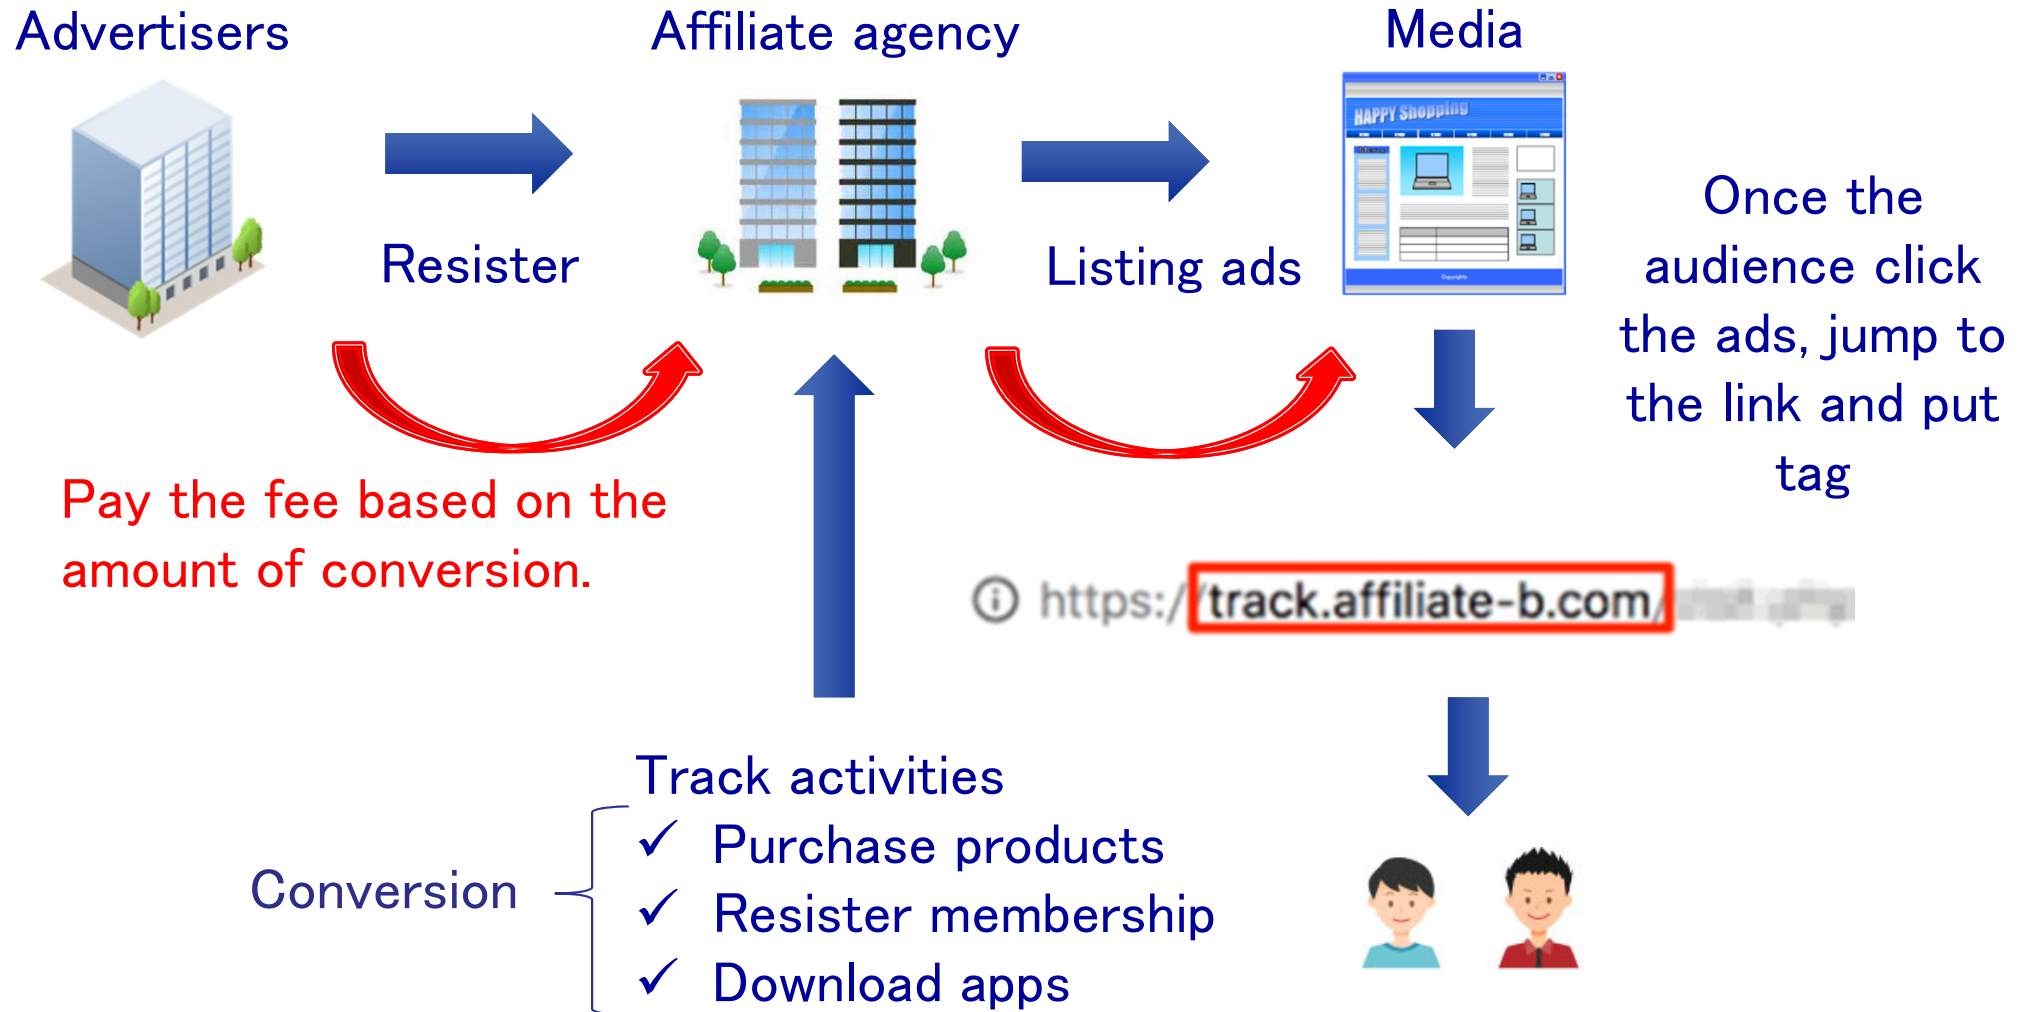 Advertisers
Affiliate agency
Media
HAPPY Shopping
Resister
Listing ads
Copyrights
Once the
audience click
the ads, jump to
the link and put
tag
Pay the fee based on the
amount of conversion.
https://track.affiliate-b.com/
Track activities
✓ Purchase products
Conversion
✓ Resister membership
✓ Download apps